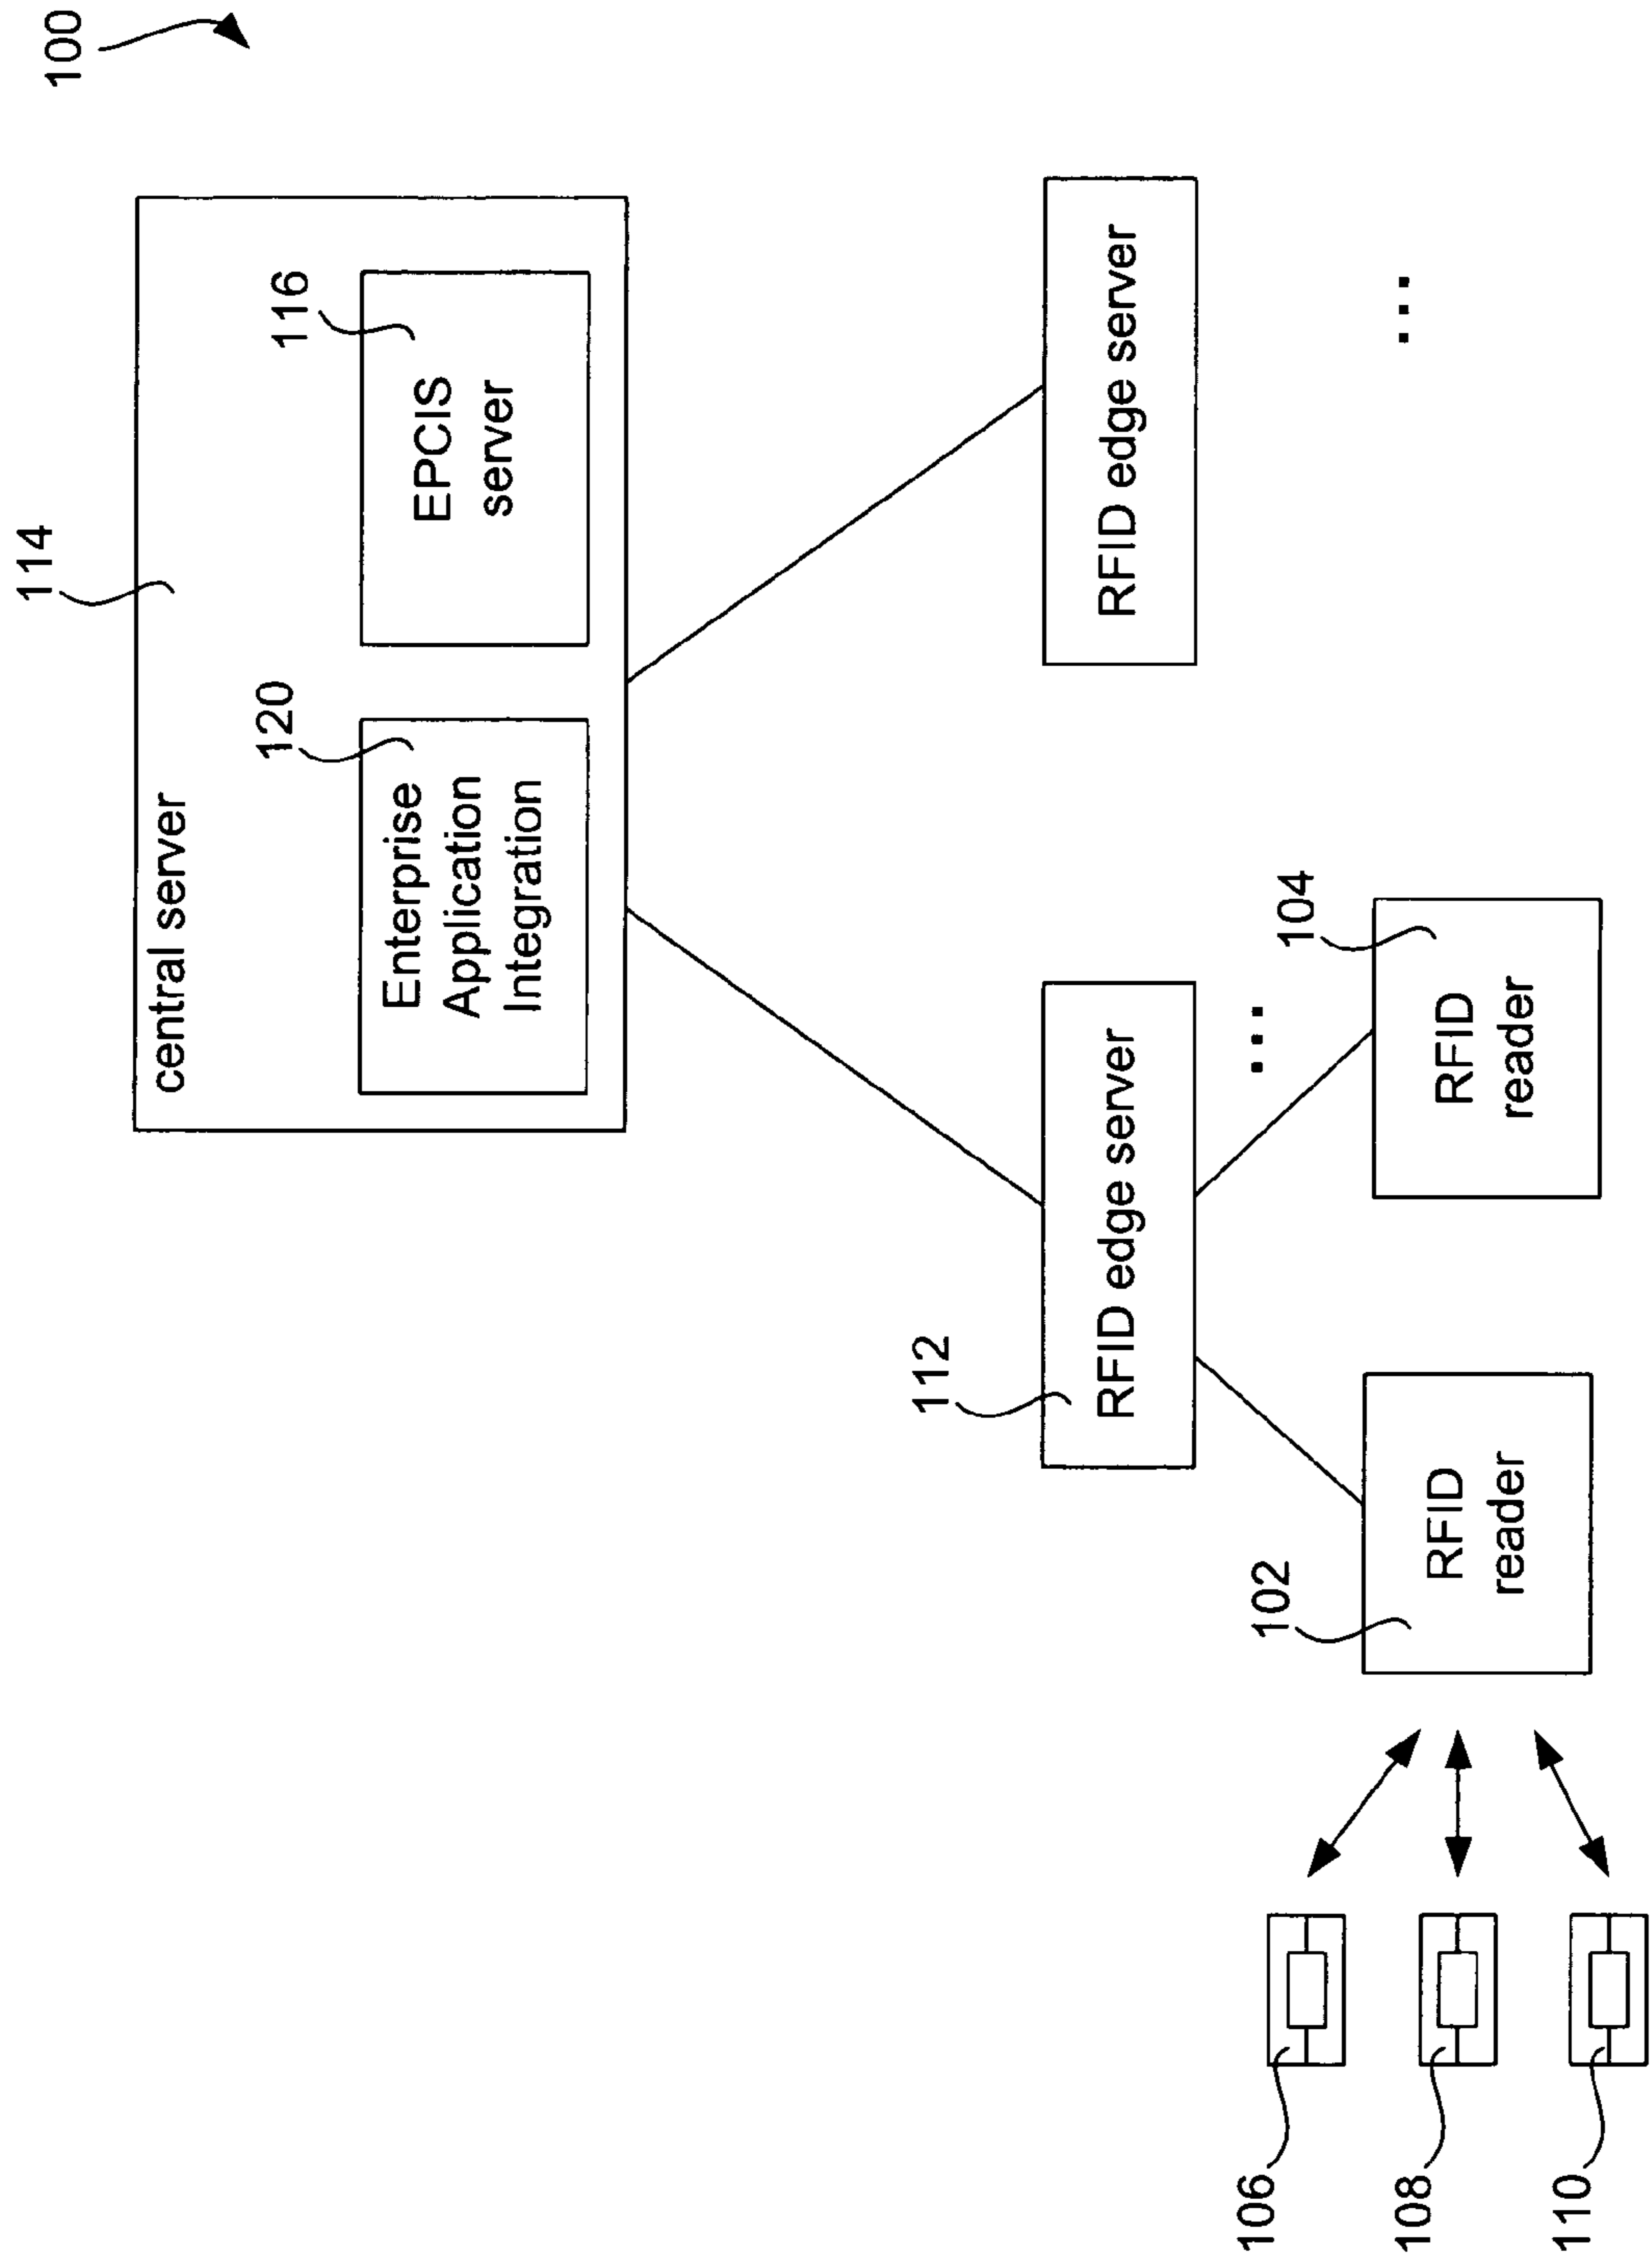 100
114
central server
120
116
Enterprise
Application
Integration
EPCIS
server
112
RFID edge server
RFID edge server
...
...
102
104
RFID
reader
RFID
reader
106
108
110